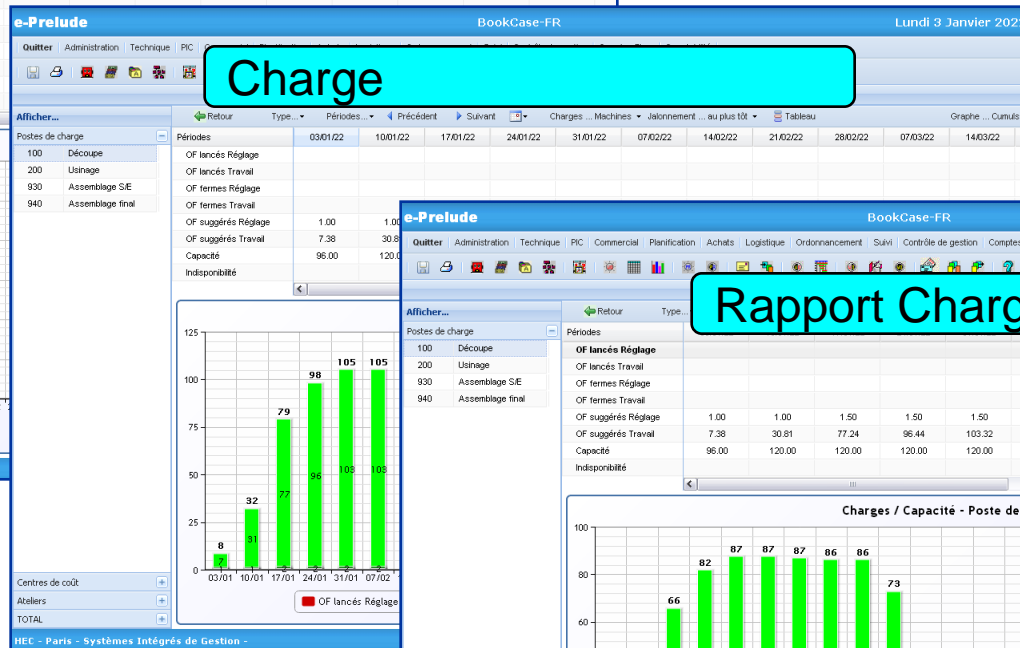 e-Prelude BookCase-FR Lundi 3 Janvier 202
Quitter Administration Technique PIC
Charge
Afficher... Retour Type... Périodes... Précédent Suivant Charges ... Machines Jalonnement ... au plus tôt Tableau Graphe ... Cumuls
Postes de charge Périodes 03/01/22 10/01/22 17/01/22 24/01/22 31/01/22 07/02/22 14/02/22 21/02/22 28/02/22 07/03/22 14/03/22
100 Découpe OF lancés Réglage
200 Usinage OF lancés Travail
930 Assemblage S/E OF fermes Réglage
940 Assemblage final OF fermes Travail
OF suggérés Réglage 1.00 1.00
OF suggérés Travail 7.38 30.8
Capacité 96.00 120.0
Indisponibilité
125
100
75
50
25
0
8 32 79 98 105 105
7 31 77 96 103 103
2 2 2 2
03/01 10/01 17/01 24/01 31/01 07/02
OF lancés Réglage
Centres de coût
Ateliers
TOTAL
HEC - Paris - Systèmes Intégrés de Gestion -
e-Prelude BookCase-FR
Quitter Administration Technique PIC Commercial Planification Achats Logistique Ordonnancement Suivi Contrôle de gestion Comptes
Rapport Charg
Afficher... Retour Type...
Postes de charge Périodes
100 Découpe OF lancés Réglage
200 Usinage OF lancés Travail
930 Assemblage S/E OF fermes Réglage
940 Assemblage final OF fermes Travail
OF suggérés Réglage 1.00 1.00 1.50 1.50 1.50
OF suggérés Travail 7.38 30.81 77.24 96.44 103.32
Capacité 96.00 120.00 120.00 120.00 120.00
Indisponibilité
Charges / Capacité - Poste de
100
80
60
66 82 87 87 87 86 86 73